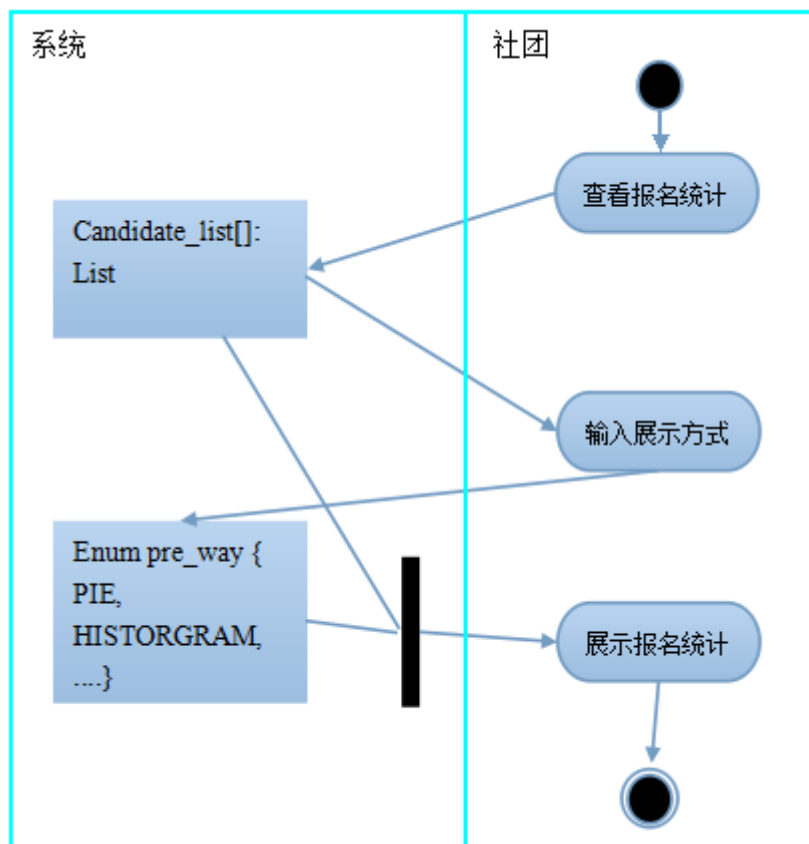 系统
社团
查看报名统计
Candidate_list[]:
List
输入展示方式
Enum pre_way {
PIE,
HISTORGRAM,
....}
展示报名统计